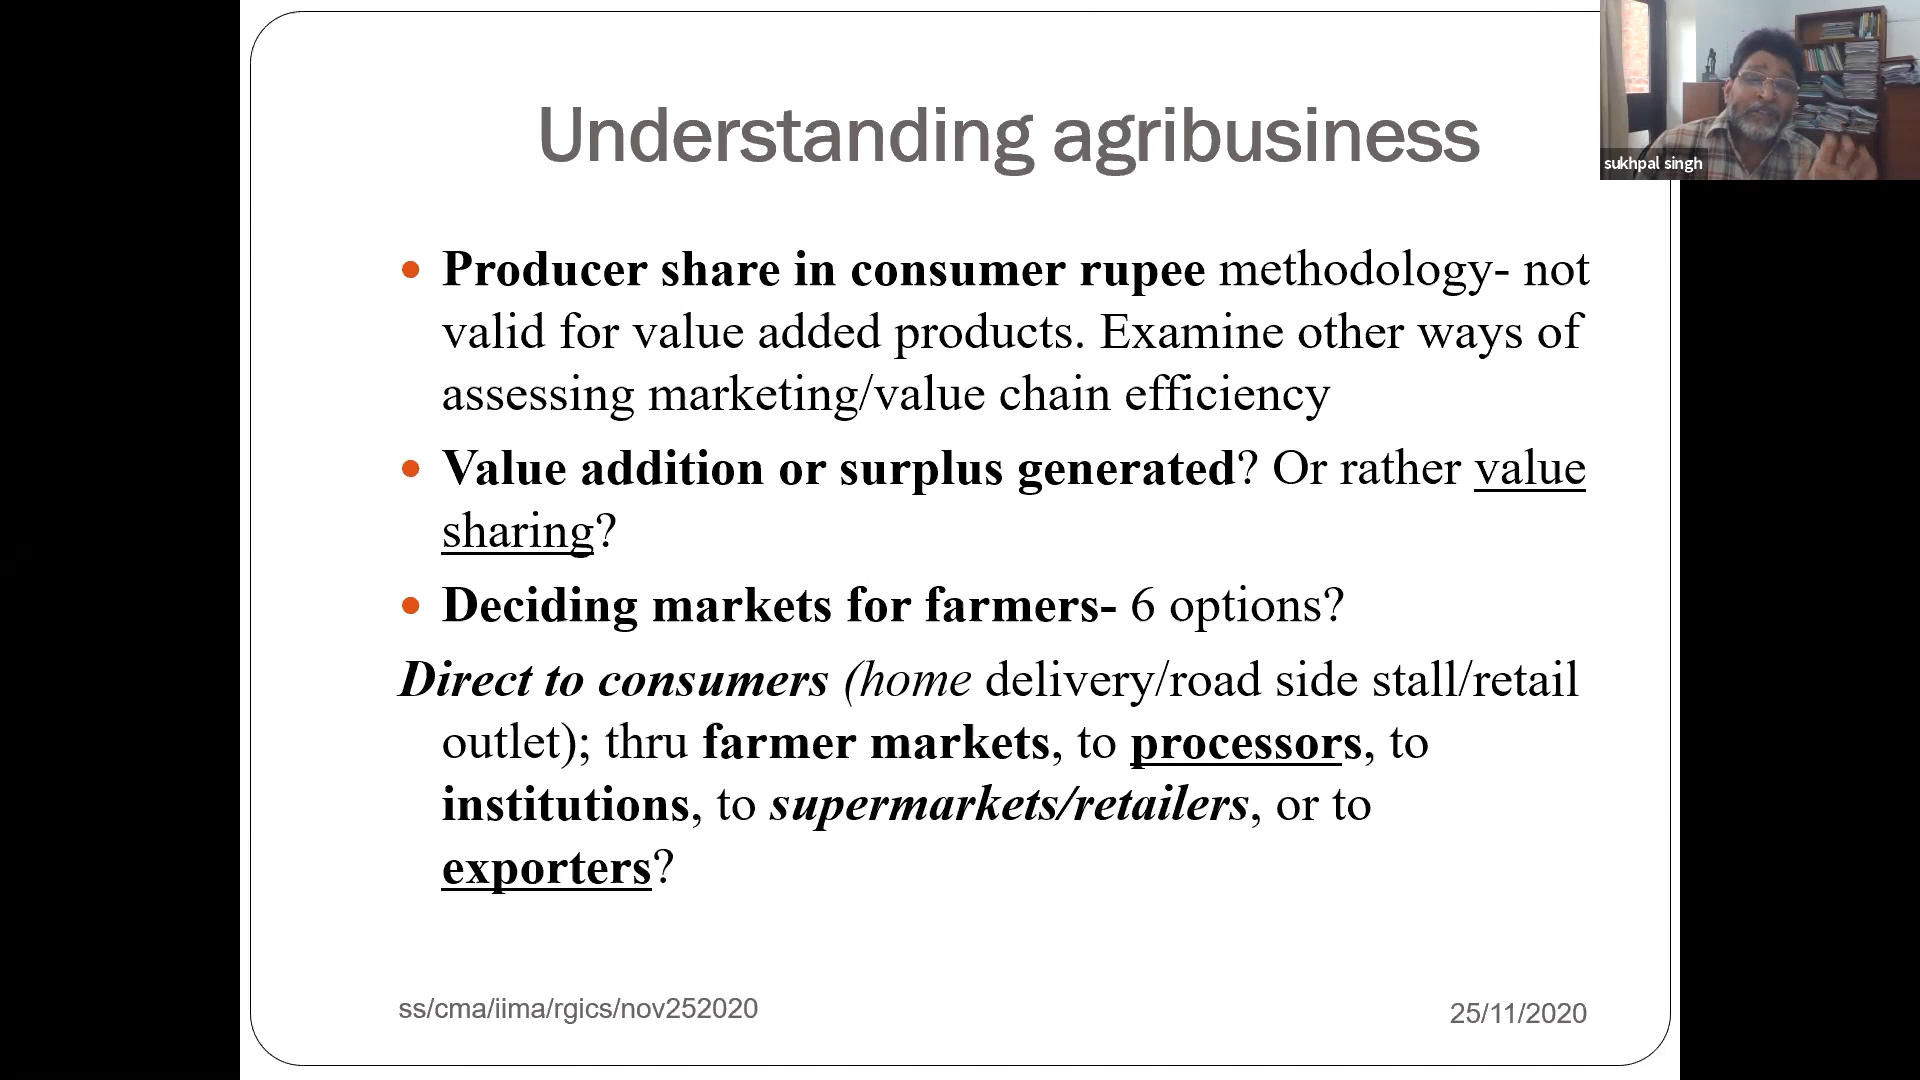 Understanding agribusiness
sukhpal singh
• Producer share in consumer rupee methodology- not
valid for value added products. Examine other ways of
assessing marketing/value chain efficiency
• Value addition or surplus generated? Or rather value
sharing?
• Deciding markets for farmers- 6 options?
Direct to consumers (home delivery/road side stall/retail
outlet); thru farmer markets, to processors, to
institutions, to supermarkets/retailers, or to
exporters?
ss/cma/iima/rgics/nov252020
25/11/2020